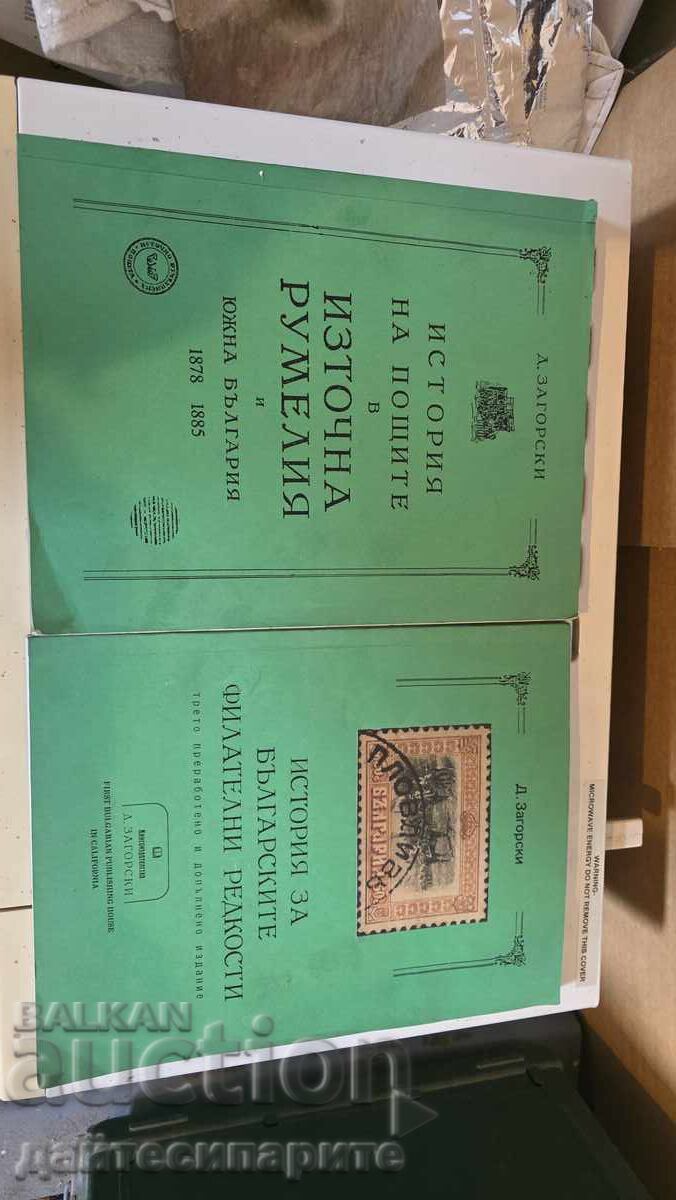 Д. ЗАГОРСКИ
ИСТОРИЯ
НА ПОЩИТЕ
В
ИЗТОЧНА
РУМЕЛИЯ
И
ЮЖНА БЪЛГАРИЯ
1878 1885
Д. Загорски
ПЛОВДИВ
ИСТОРИЯ ЗА
БЪЛГАРСКИТЕ
ФИЛАТЕЛНИ РЕДКОСТИ
трето преработено и допълнено издание
Книгоиздателство
Д. ЗАГОРСКИ
FIRST BULGARIAN PUBLISHING HOUSE
IN CALIFORNIA
WARNING-
MICROWAVE ENERGY DO NOT REMOVE THIS COVER
BALKAN
auction
дайтесипарите